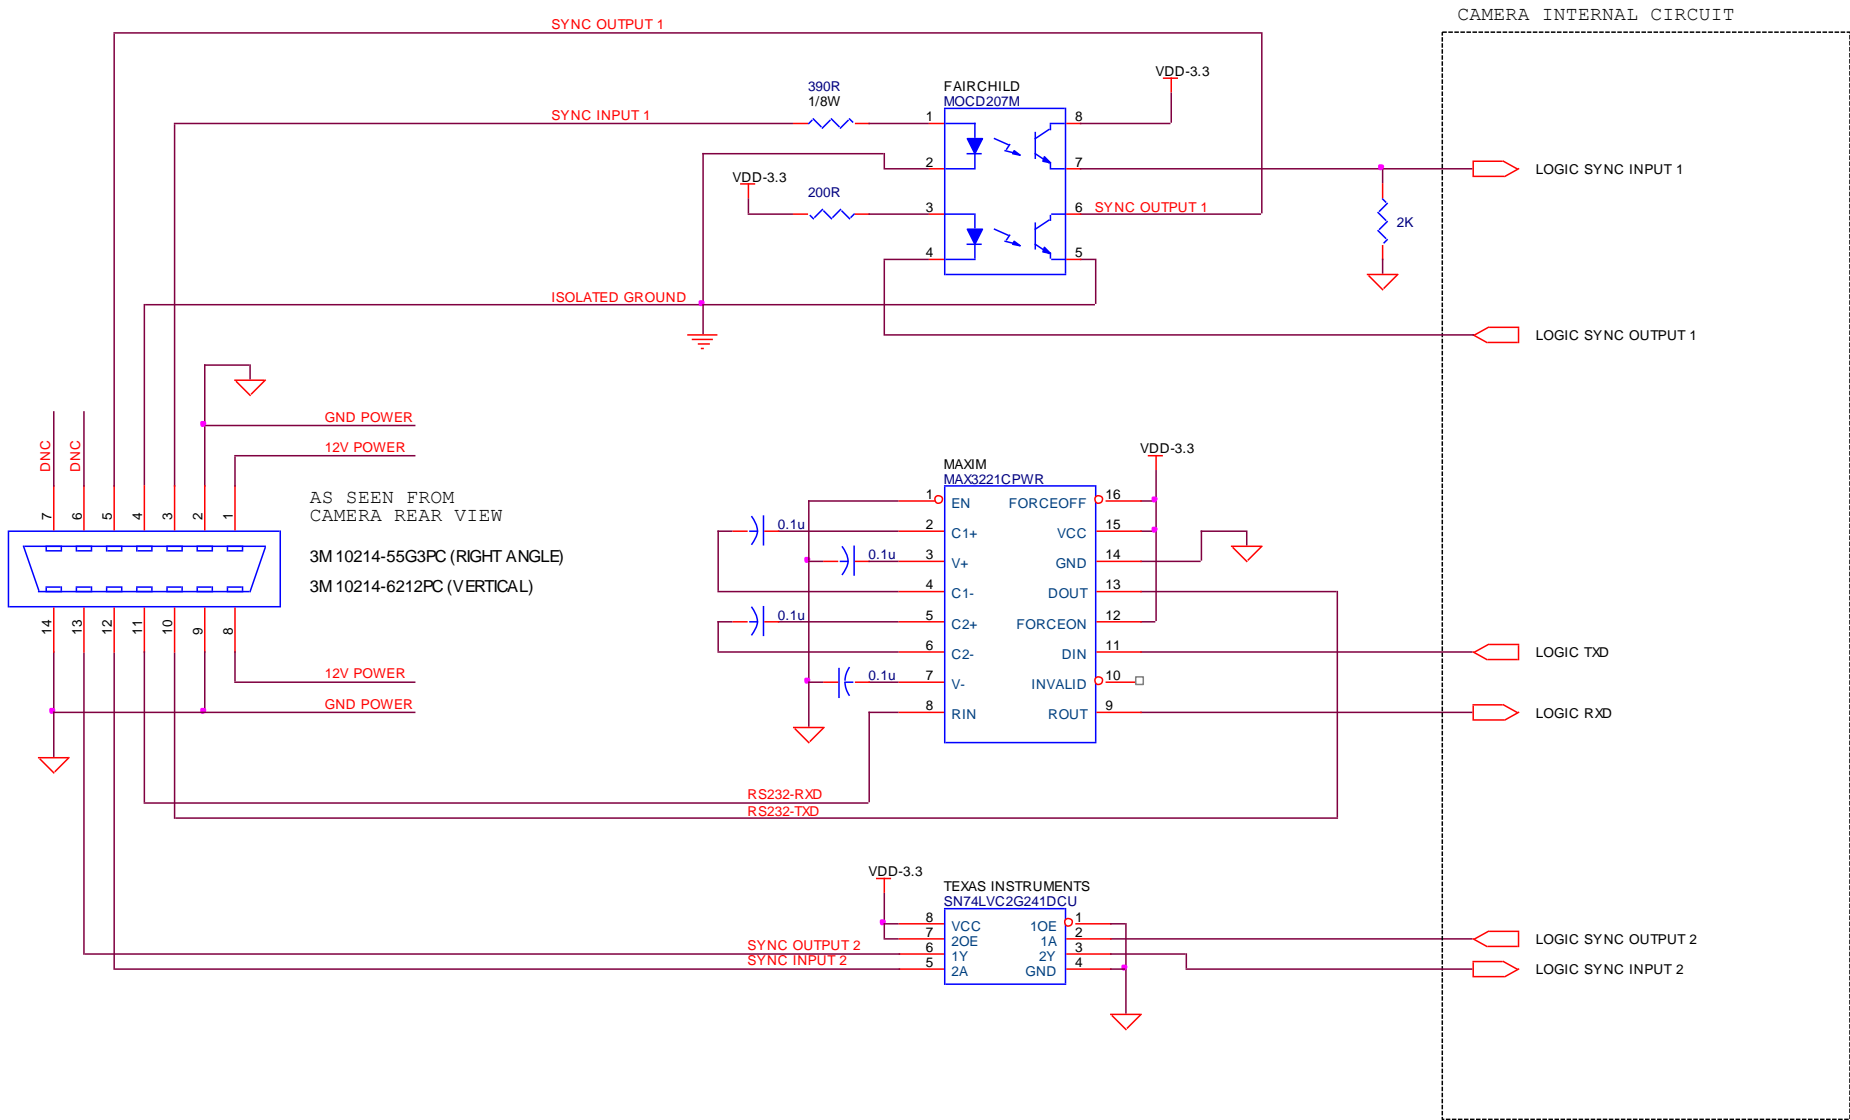 CAMERA INTERNAL CIRCUIT
SYNC OUTPUT 1
VDD-3.3
390R
1/8W
FAIRCHILD
MOCD207M
SYNC INPUT 1
1
8
2
7
LOGIC SYNC INPUT 1
VDD-3.3
200R
3
6
SYNC OUTPUT 1
2K
4
5
ISOLATED GROUND
LOGIC SYNC OUTPUT 1
GND POWER
12V POWER
DNC
DNC
7
6
5
4
3
2
1
AS SEEN FROM
CAMERA REAR VIEW
3M 10214-55G3PC (RIGHT ANGLE)
3M 10214-6212PC (VERTICAL)
14
13
12
11
10
9
8
12V POWER
GND POWER
VDD-3.3
MAXIM
MAX3221CPWR
1
EN
FORCEOFF
16
0.1u
2
C1+
VCC
15
0.1u
3
V+
GND
14
4
C1-
DOUT
13
0.1u
5
C2+
FORCEON
12
6
C2-
DIN
11
LOGIC TXD
0.1u
7
V-
INVALID
10
8
RIN
ROUT
9
LOGIC RXD
RS232-RXD
RS232-TXD
VDD-3.3
TEXAS INSTRUMENTS
SN74LVC2G241DCU
8
VCC
1OE
1
7
2OE
1A
2
LOGIC SYNC OUTPUT 2
SYNC OUTPUT 2
6
1Y
2Y
3
SYNC INPUT 2
5
2A
GND
4
LOGIC SYNC INPUT 2